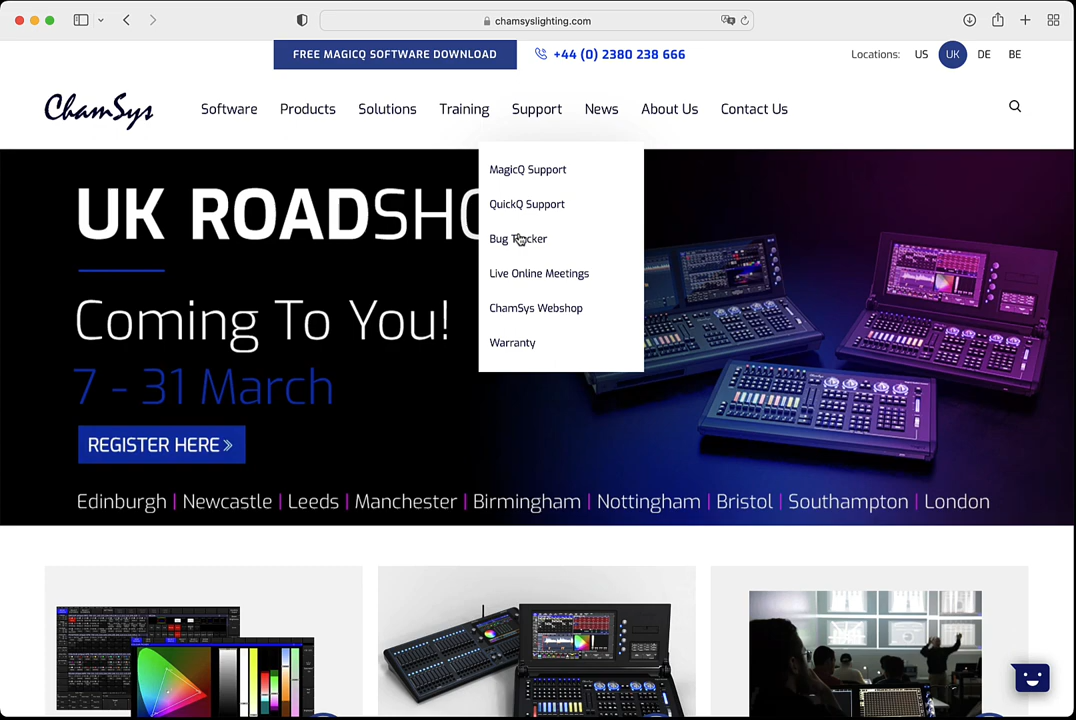 chamsyslighting.com
FREE MAGICQ SOFTWARE DOWNLOAD
+44 (0) 2380 238 666
Locations: US UK DE BE
ChamSys
Software Products Solutions Training Support News About Us Contact Us
MagicQ Support
QuickQ Support
Bug Tracker
Live Online Meetings
ChamSys Webshop
Warranty
UK ROADSHO
Coming To You!
7 - 31 March
REGISTER HERE »
Edinburgh | Newcastle | Leeds | Manchester | Birmingham | Nottingham | Bristol | Southampton | London